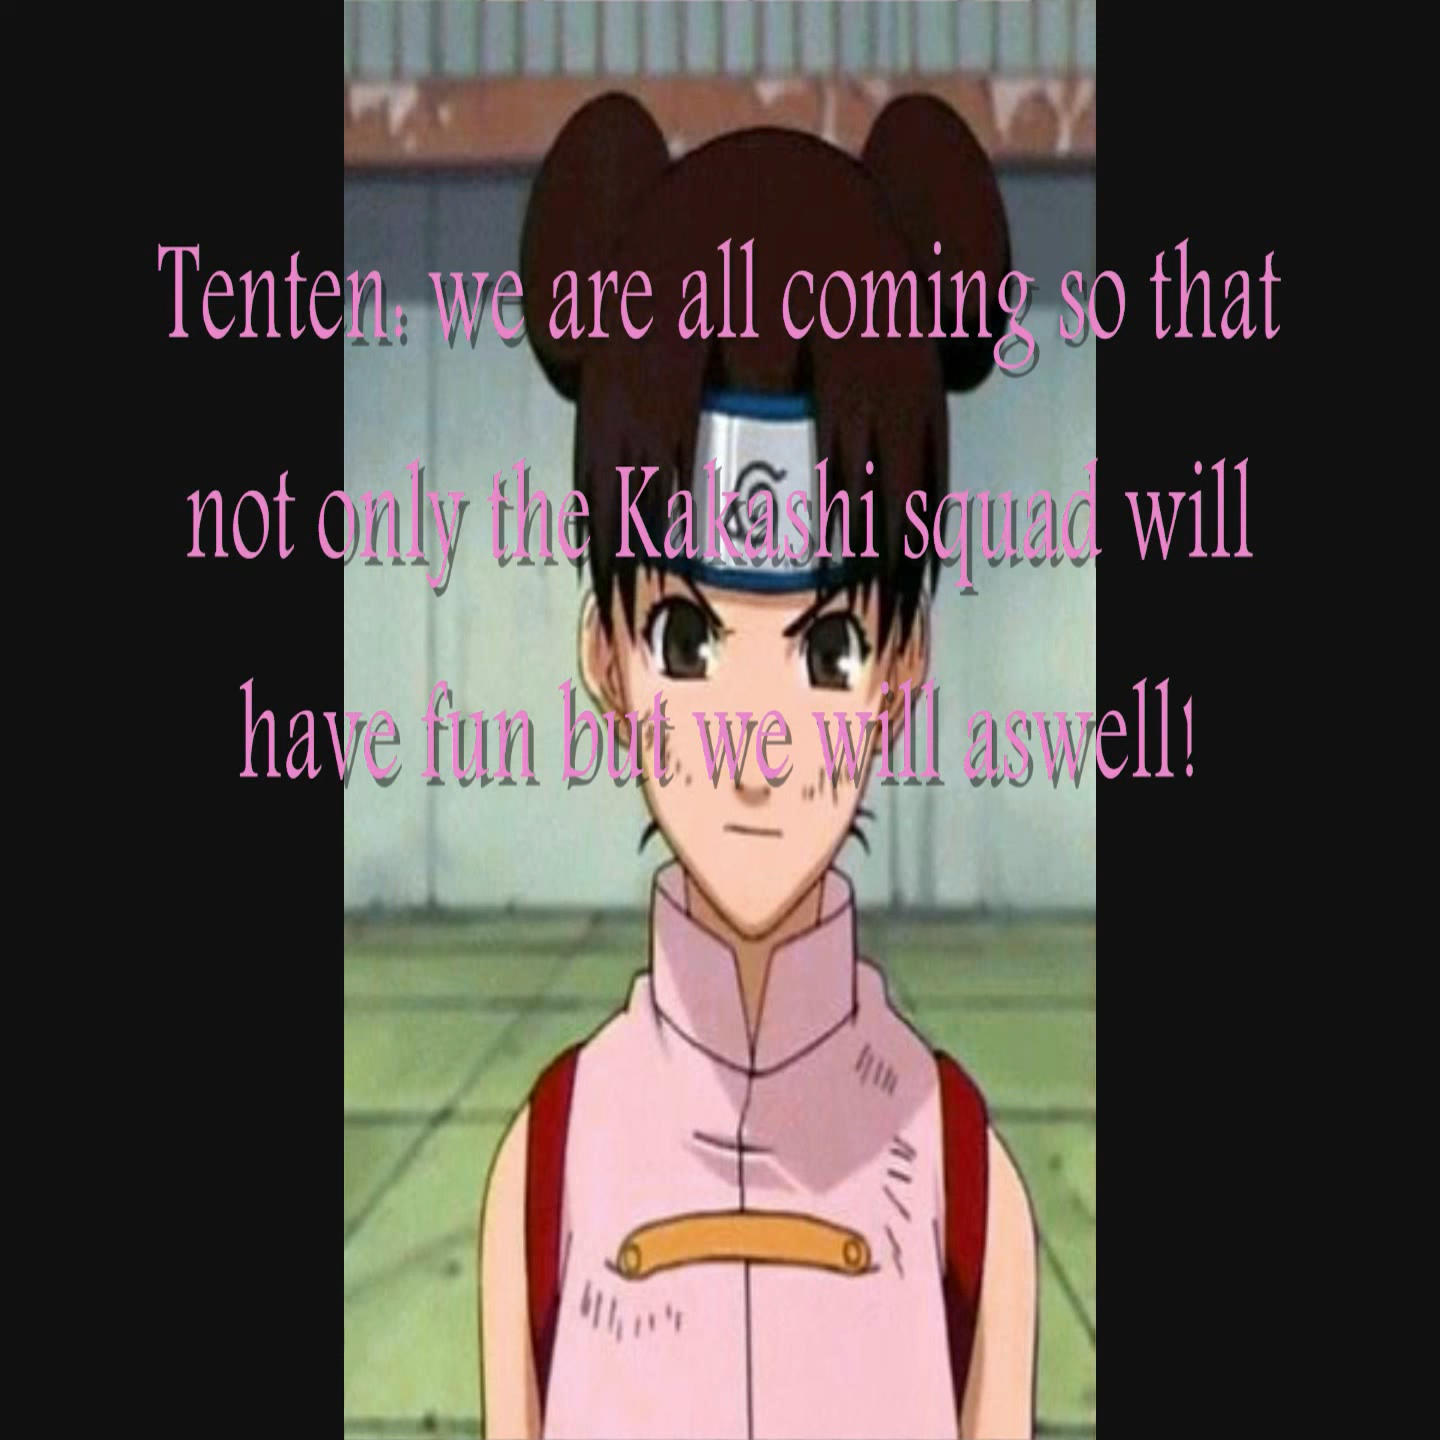 Tenten: we are all coming so that
not only the Kakashi squad will
have fun but we will aswell!